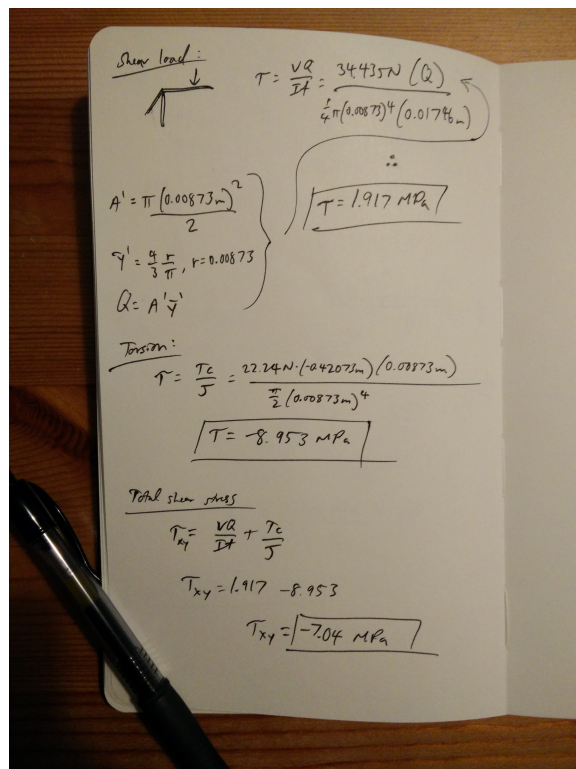 Shear load:
τ = VQ/It = 344.35N (Q) / ¼π(0.00873)⁴(0.01746m)
∴
τ = 1.917 MPa
A' = π(0.00873m)²/2
ȳ' = 4/3 r/π, r=0.00873
Q = A'ȳ'
Torsion:
τ = Tc/J = 22.24N·(-0.42073m)(0.00873m) / π/2 (0.00873m)⁴
τ = -8.953 MPa
Total shear stress
τxy = VQ/It + Tc/J
τxy = 1.917 -8.953
τxy = -7.04 MPa